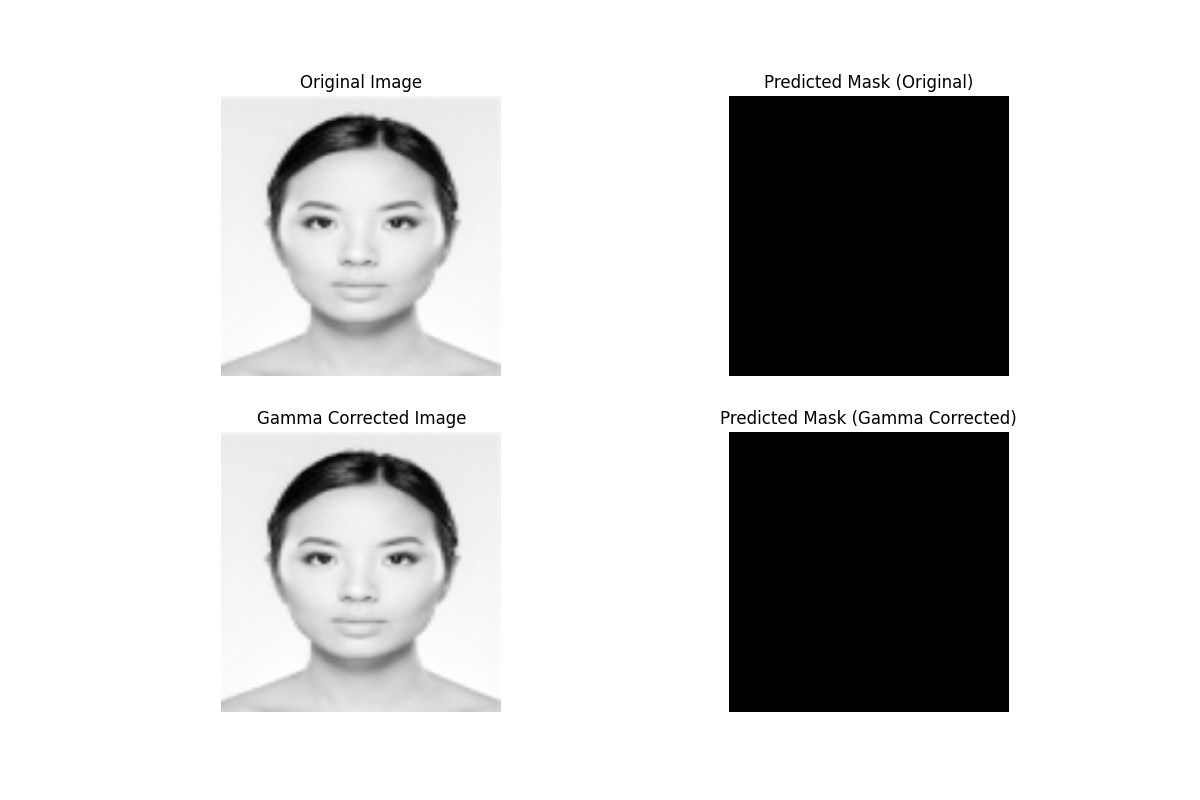 Original Image
Predicted Mask (Original)
Gamma Corrected Image
Predicted Mask (Gamma Corrected)